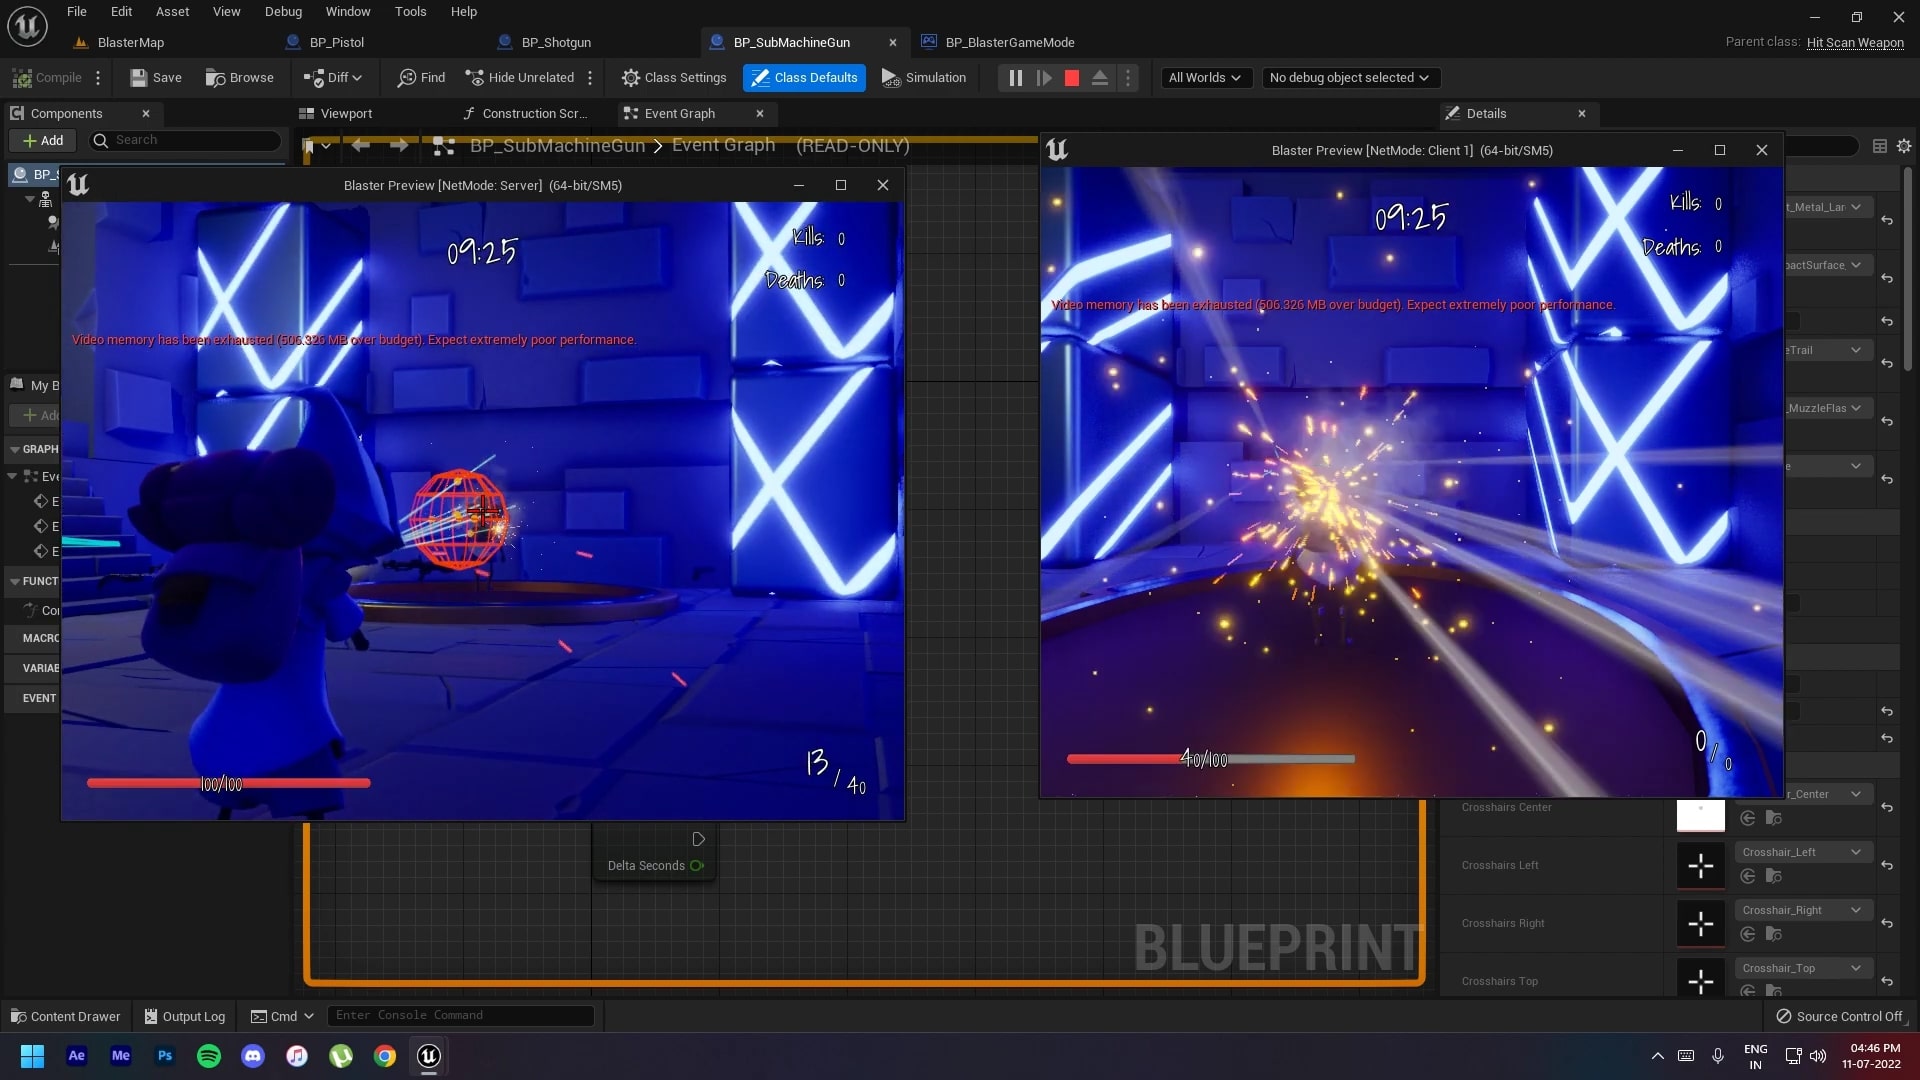 File Edit Asset View Debug Window Tools Help
BlasterMap BP_Pistol BP_Shotgun BP_SubMachineGun BP_BlasterGameMode
Parent class: Hit Scan Weapon
Compile Save Browse Diff Find Hide Unrelated Class Settings Class Defaults Simulation All Worlds No debug object selected
Components Viewport Construction Scr... Event Graph Details
Add Search
BP_SubMachineGun > Event Graph (READ-ONLY)
Blaster Preview [NetMode: Server] (64-bit/SM5)
09:25
Kills: 0
Deaths: 0
Video memory has been exhausted (506.326 MB over budget). Expect extremely poor performance.
100/100
13 / 40
Blaster Preview [NetMode: Client 1] (64-bit/SM5)
09:25
Kills: 0
Deaths: 0
Video memory has been exhausted (506.326 MB over budget). Expect extremely poor performance.
40/100
0 / 0
BP_S
My B
Add
GRAPH
Eve
E
E
E
FUNCT
Co
MACRO
VARIAB
EVENT
t_Metal_Lar
pactSurface_
eTrail
_MuzzleFlas
e
Delta Seconds
BLUEPRINT
Crosshairs Center r_Center
Crosshairs Left Crosshair_Left
Crosshairs Right Crosshair_Right
Crosshairs Top Crosshair_Top
Content Drawer Output Log Cmd Enter Console Command Source Control Off
Ae Me Ps
ENG
IN
04:46 PM
11-07-2022